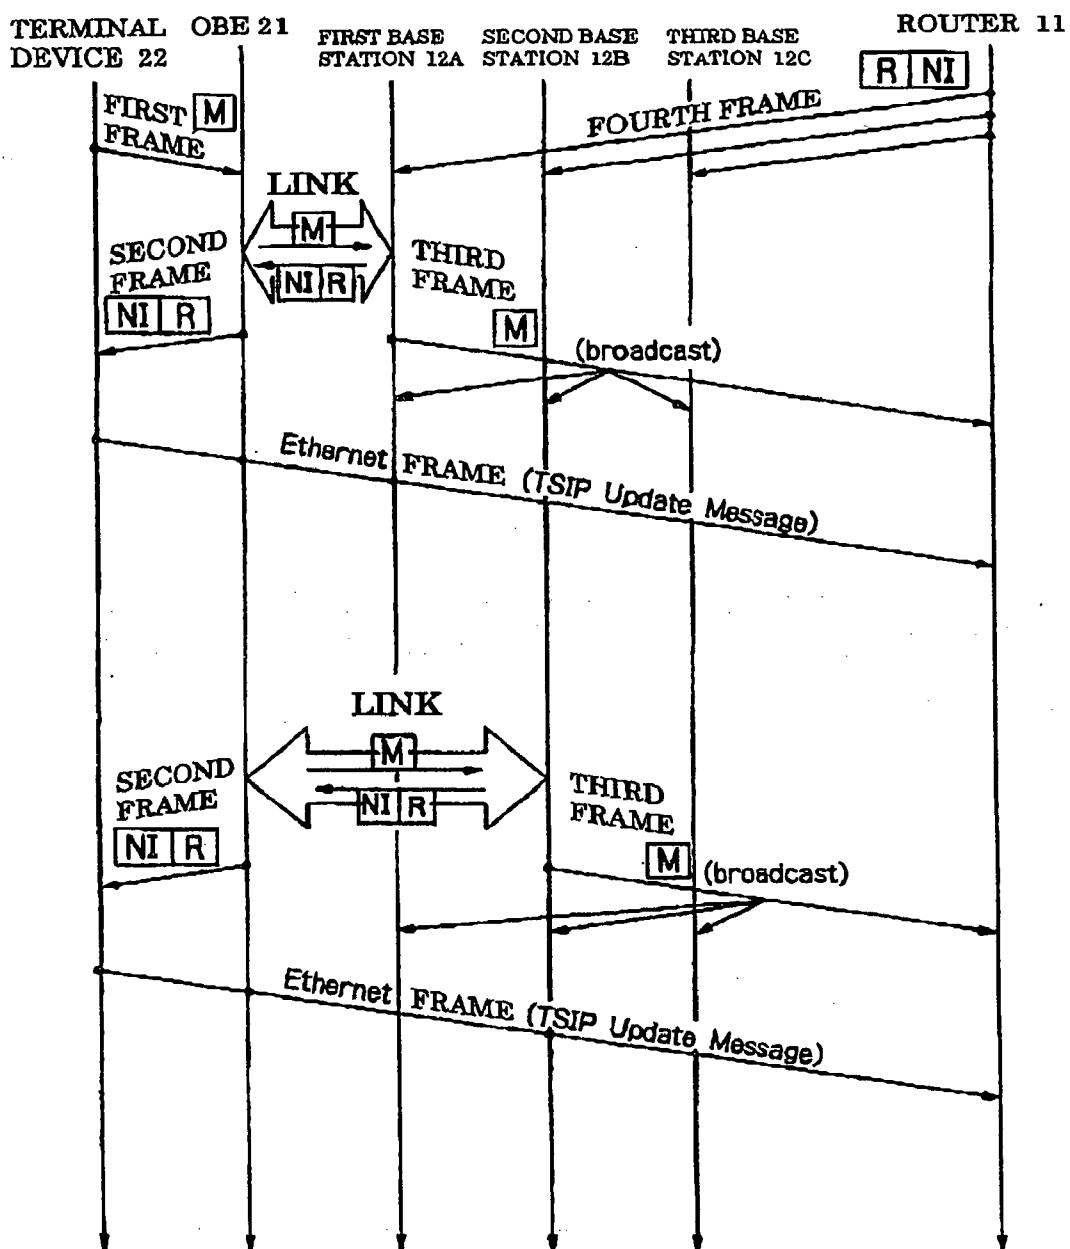 TERMINAL DEVICE 22
OBE 21
FIRST BASE STATION 12A
SECOND BASE STATION 12B
THIRD BASE STATION 12C
ROUTER 11
R NI
FIRST FRAME
M
FOURTH FRAME
LINK
M
NI R
SECOND FRAME
NI R
THIRD FRAME
M
(broadcast)
Ethernet FRAME (TSIP Update Message)
LINK
M
NI R
SECOND FRAME
NI R
THIRD FRAME
M
(broadcast)
Ethernet FRAME (TSIP Update Message)